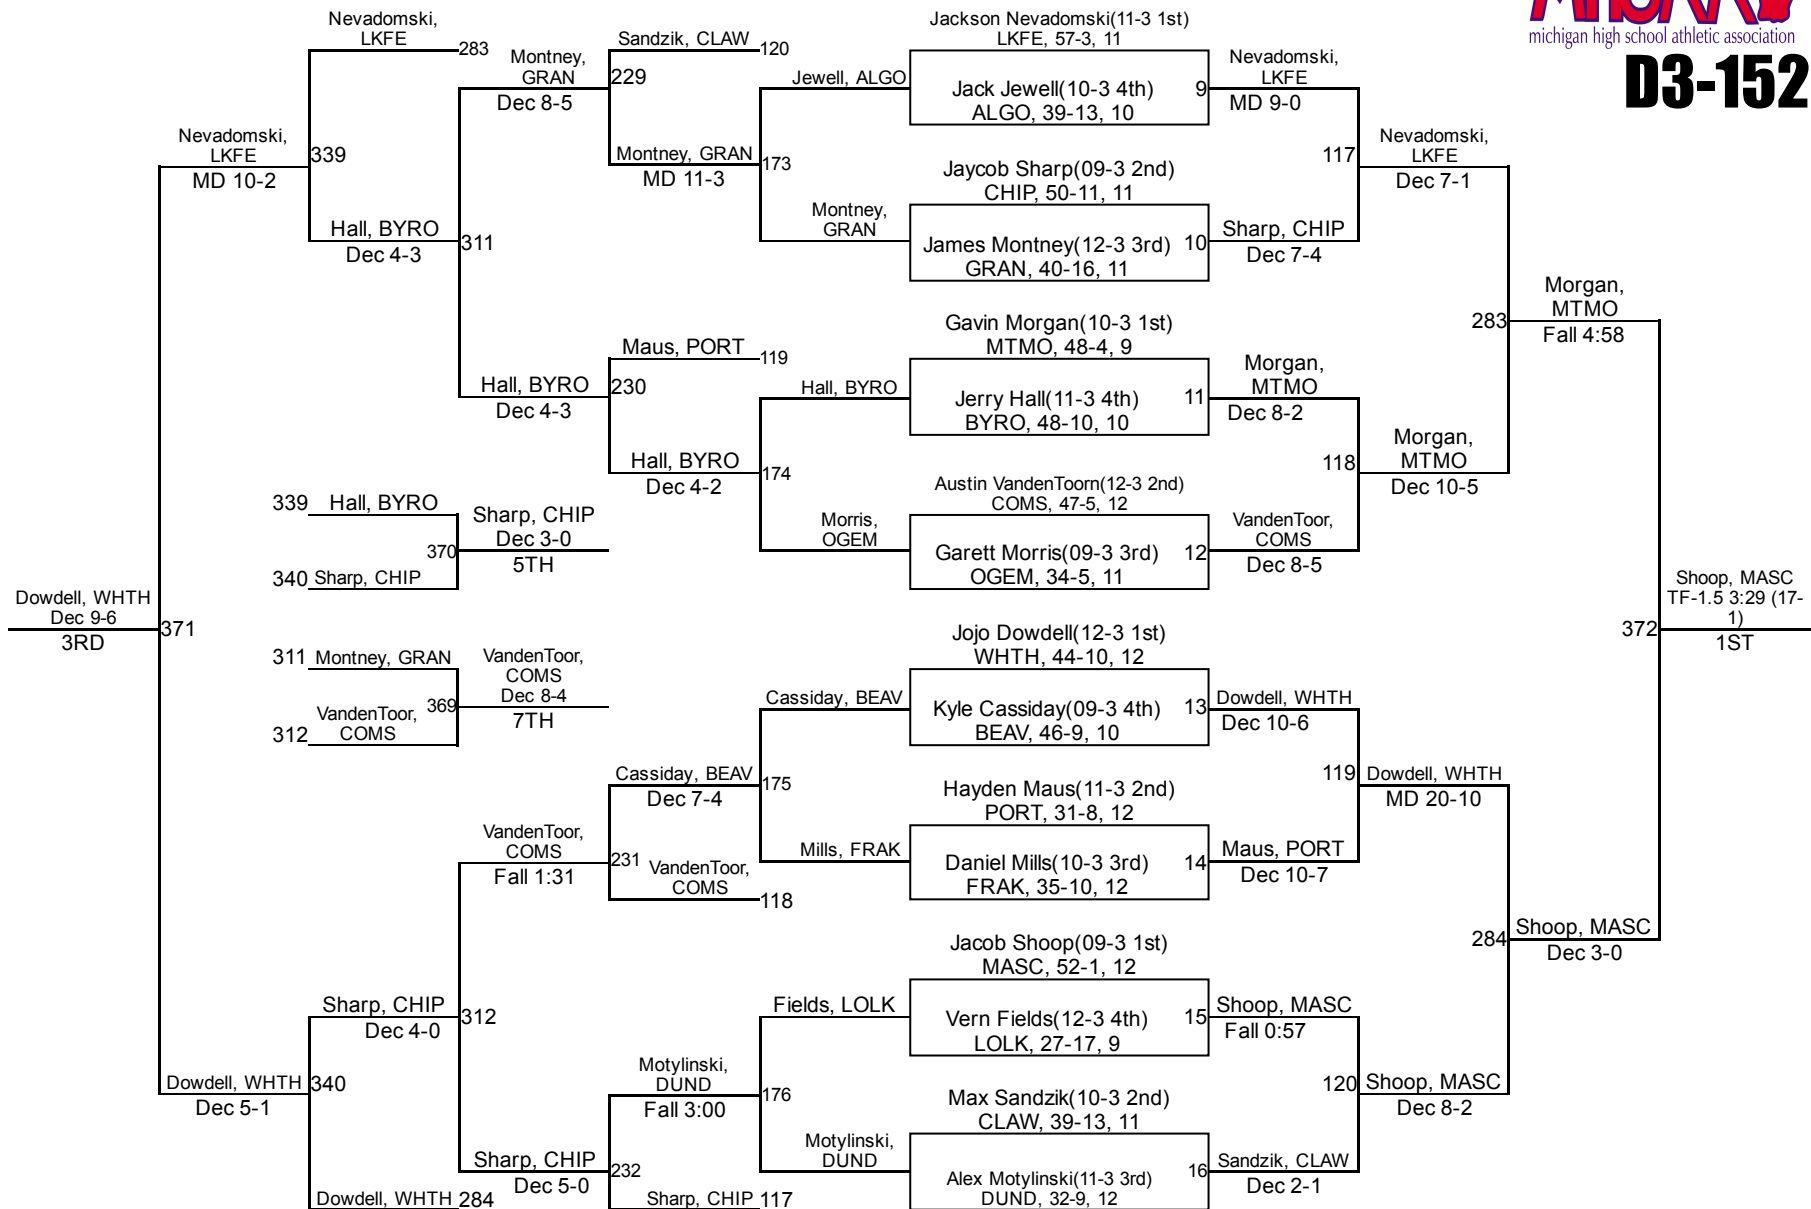 MHSAA
michigan high school athletic association
D3-152
Nevadomski,
LKFE
283
Montney,
GRAN
229
Dec 8-5
Sandzik, CLAW
120
Jewell, ALGO
Jackson Nevadomski(11-3 1st)
LKFE, 57-3, 11
Jack Jewell(10-3 4th)
ALGO, 39-13, 10
9
Nevadomski,
LKFE
MD 9-0
Nevadomski,
LKFE
MD 10-2
339
Montney, GRAN
MD 11-3
173
Jaycob Sharp(09-3 2nd)
CHIP, 50-11, 11
117
Nevadomski,
LKFE
Dec 7-1
Hall, BYRO
Dec 4-3
311
Montney,
GRAN
James Montney(12-3 3rd)
GRAN, 40-16, 11
10
Sharp, CHIP
Dec 7-4
Gavin Morgan(10-3 1st)
MTMO, 48-4, 9
283
Morgan,
MTMO
Fall 4:58
Maus, PORT
119
Hall, BYRO
Dec 4-3
230
Hall, BYRO
Jerry Hall(11-3 4th)
BYRO, 48-10, 10
11
Morgan,
MTMO
Dec 8-2
Hall, BYRO
Dec 4-2
174
Austin VandenToorn(12-3 2nd)
COMS, 47-5, 12
118
Morgan,
MTMO
Dec 10-5
339 Hall, BYRO
Sharp, CHIP
Dec 3-0
370
5TH
340 Sharp, CHIP
Morris,
OGEM
Garett Morris(09-3 3rd)
OGEM, 34-5, 11
12
VandenToor,
COMS
Dec 8-5
Dowdell, WHTH
Dec 9-6
3RD
371
Jojo Dowdell(12-3 1st)
WHTH, 44-10, 12
372
Shoop, MASC
TF-1.5 3:29 (17-
1)
1ST
311 Montney, GRAN
VandenToor,
COMS
Dec 8-4
369
7TH
312
VandenToor,
COMS
Cassiday, BEAV
Kyle Cassiday(09-3 4th)
BEAV, 46-9, 10
13
Dowdell, WHTH
Dec 10-6
Cassiday, BEAV
Dec 7-4
175
Hayden Maus(11-3 2nd)
PORT, 31-8, 12
119
Dowdell, WHTH
MD 20-10
VandenToor,
COMS
Fall 1:31
231
VandenToor,
COMS
118
Mills, FRAK
Daniel Mills(10-3 3rd)
FRAK, 35-10, 12
14
Maus, PORT
Dec 10-7
Jacob Shoop(09-3 1st)
MASC, 52-1, 12
284
Shoop, MASC
Dec 3-0
Sharp, CHIP
Dec 4-0
312
Fields, LOLK
Vern Fields(12-3 4th)
LOLK, 27-17, 9
15
Shoop, MASC
Fall 0:57
Dowdell, WHTH
Dec 5-1
340
Motylinski,
DUND
Fall 3:00
176
Max Sandzik(10-3 2nd)
CLAW, 39-13, 11
120
Shoop, MASC
Dec 8-2
Sharp, CHIP
Dec 5-0
232
Motylinski,
DUND
Alex Motylinski(11-3 3rd)
DUND, 32-9, 12
16
Sandzik, CLAW
Dec 2-1
Dowdell, WHTH 284
Sharp, CHIP 117